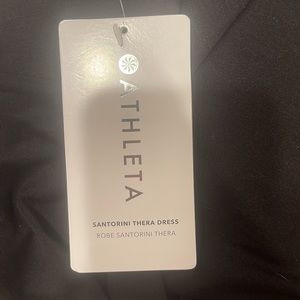 ATHLETA
SANTORINI THERA DRESS
ROBE SANTORINI THERA